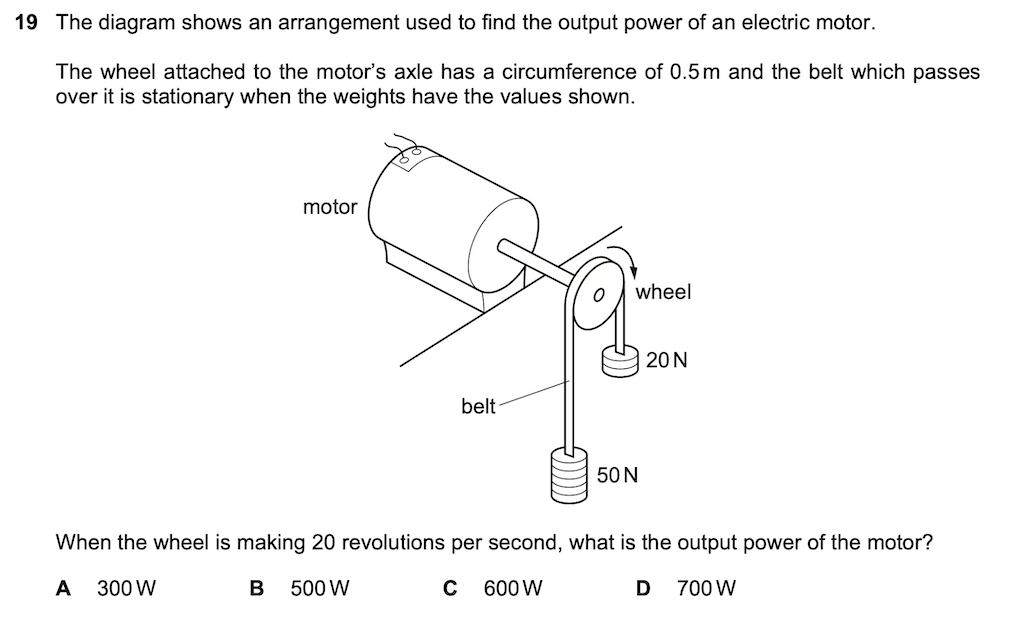 19 The diagram shows an arrangement used to find the output power of an electric motor.
The wheel attached to the motor's axle has a circumference of 0.5 m and the belt which passes
over it is stationary when the weights have the values shown.
motor
wheel
20 N
belt
50 N
When the wheel is making 20 revolutions per second, what is the output power of the motor?
A 300 W B 500 W C 600 W D 700 W